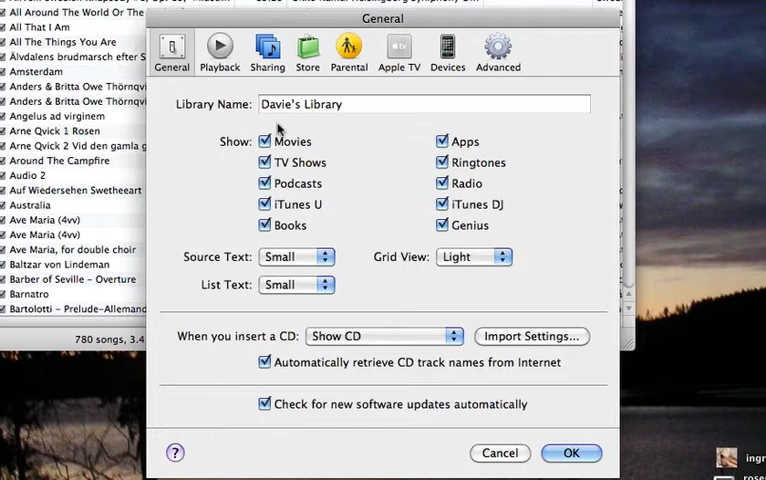 General
General Playback Sharing Store Parental Apple TV Devices Advanced
Library Name: Davie's Library
Show: Movies Apps
TV Shows Ringtones
Podcasts Radio
iTunes U iTunes DJ
Books Genius
Source Text: Small Grid View: Light
List Text: Small
When you insert a CD: Show CD Import Settings...
Automatically retrieve CD track names from Internet
Check for new software updates automatically
? Cancel OK
All Around The World Or The
All That I Am
All The Things You Are
Älvdalens brudmarsch efter S
Amsterdam
Anders & Britta Owe Thörnqvi
Anders & Britta Owe Thörnqvi
Angelus ad virginem
Arne Qvick 1 Rosen
Arne Qvick 2 Vid den gamla g
Around The Campfire
Audio 2
Auf Wiedersehen Swetheeart
Australia
Ave Maria (4vv)
Ave Maria (4vv)
Ave Maria, for double choir
Baltzar von Lindeman
Barber of Seville - Overture
Barnatro
Bartolotti - Prelude-Allemand
780 songs, 3.4
ingr